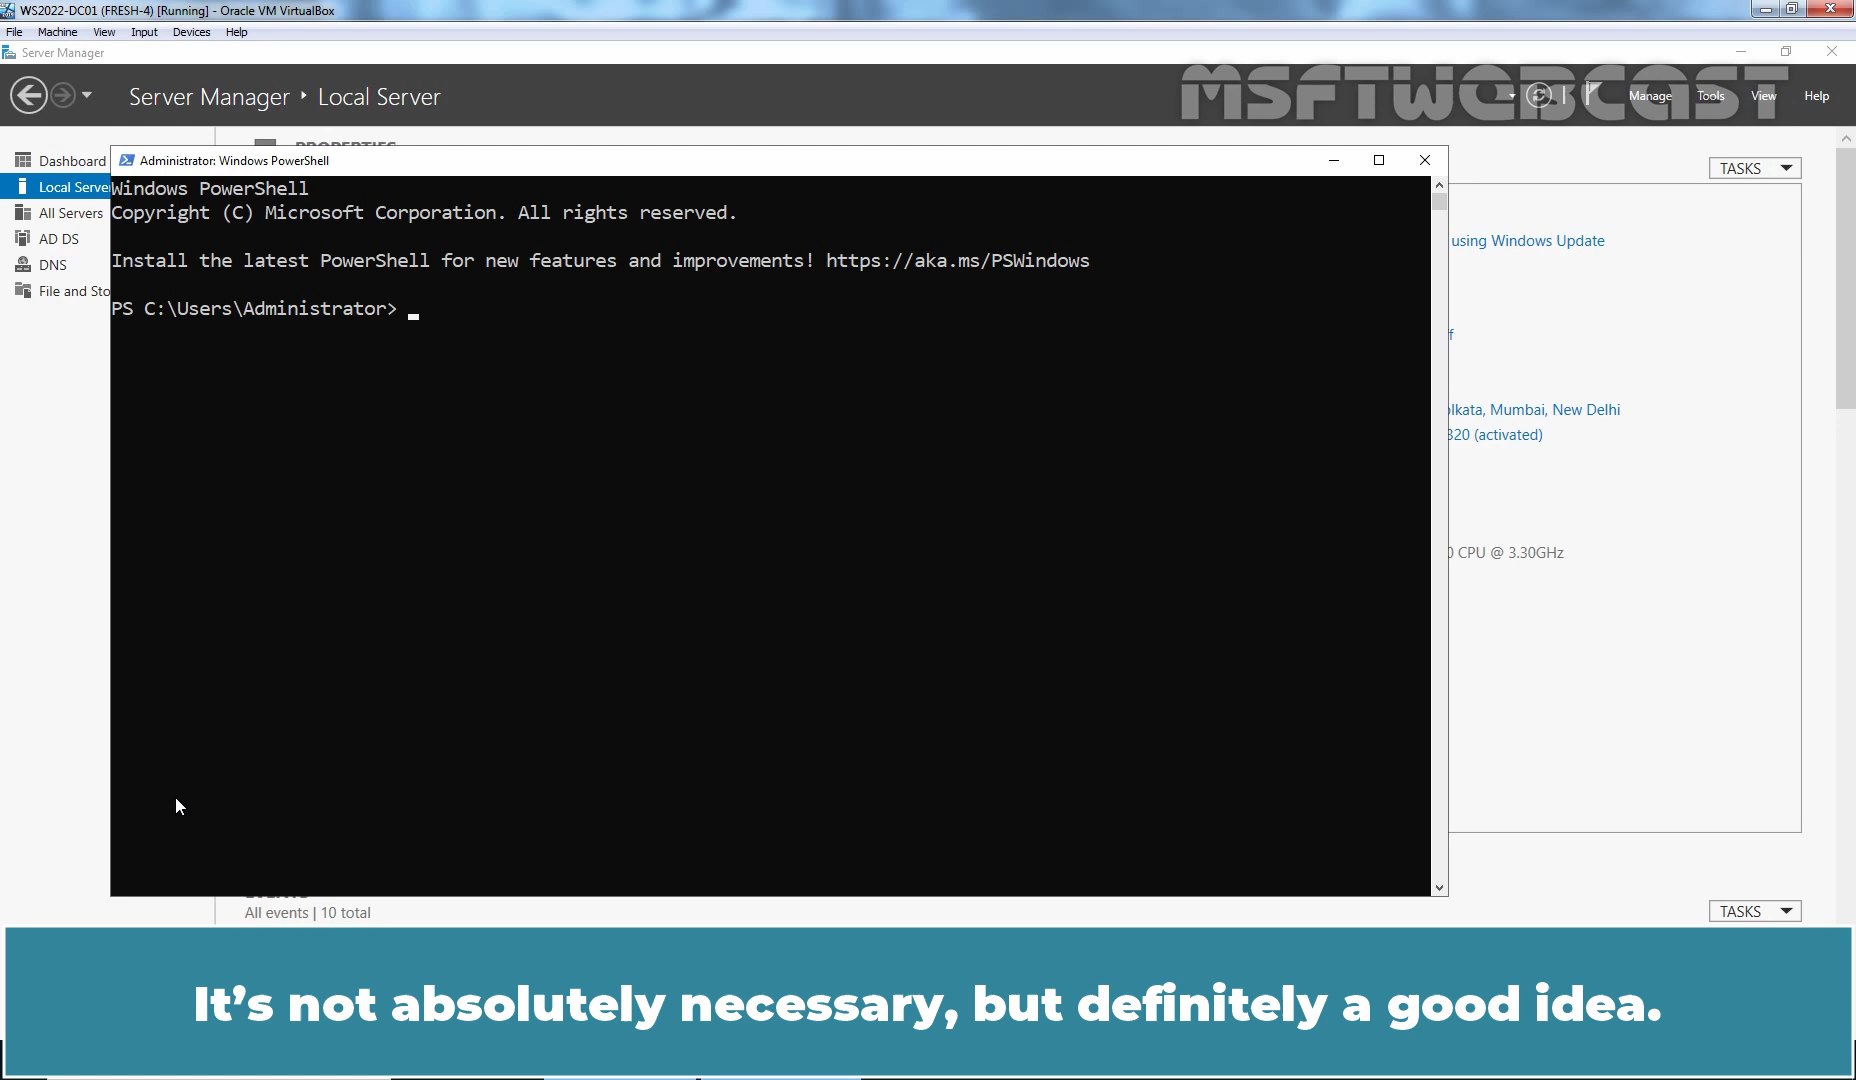 WS2022-DC01 (FRESH-4) [Running] - Oracle VM VirtualBox
File Machine View Input Devices Help
Server Manager
Server Manager ‣ Local Server
MSFTWEBCAST
Manage Tools View Help
PROPERTIES
TASKS
Dashboard
Local Serve
All Servers
AD DS
DNS
File and Sto
Administrator: Windows PowerShell
Windows PowerShell
Copyright (C) Microsoft Corporation. All rights reserved.
Install the latest PowerShell for new features and improvements! https://aka.ms/PSWindows
PS C:\Users\Administrator>
using Windows Update
lkata, Mumbai, New Delhi
320 (activated)
0 CPU @ 3.30GHz
All events | 10 total
TASKS
It’s not absolutely necessary, but definitely a good idea.